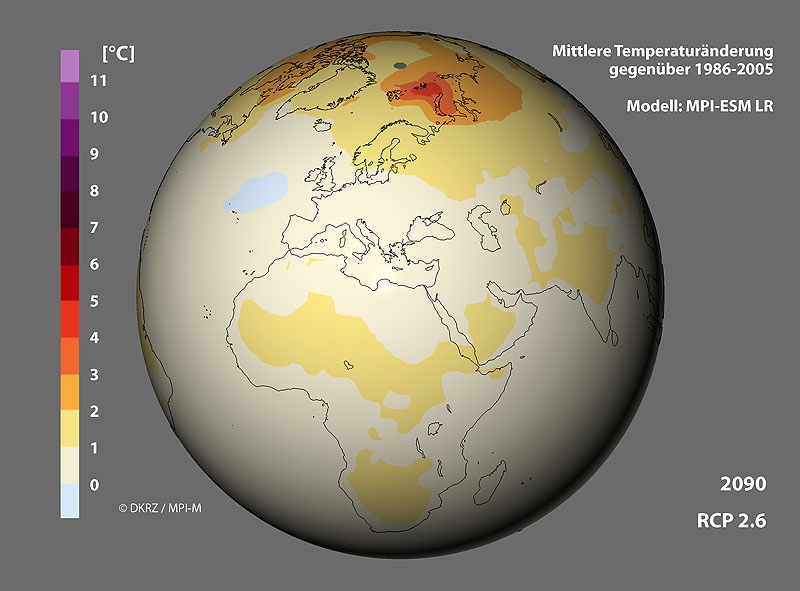 [°C]
11
10
9
8
7
6
5
4
3
2
1
0
Mittlere Temperaturänderung
gegenüber 1986-2005
Modell: MPI-ESM LR
© DKRZ / MPI-M
2090
RCP 2.6